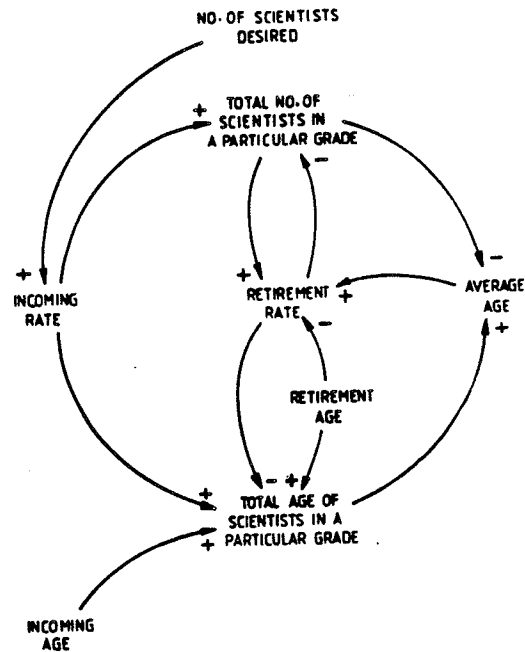 NO. OF SCIENTISTS
DESIRED
+
TOTAL NO. OF
SCIENTISTS IN
A PARTICULAR GRADE
-
+
INCOMING
RATE
+
RETIREMENT
RATE
+
-
-
AVERAGE
AGE
+
RETIREMENT
AGE
- +
+
TOTAL AGE OF
SCIENTISTS IN A
PARTICULAR GRADE
+
INCOMING
AGE